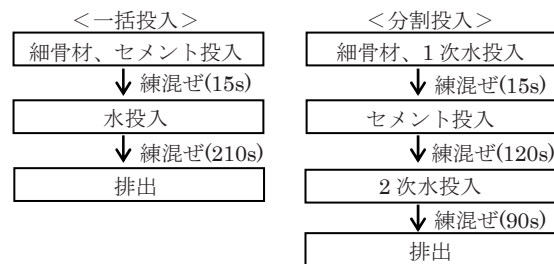 ＜一括投入＞
細骨材、セメント投入
練混ぜ(15s)
水投入
練混ぜ(210s)
排出
＜分割投入＞
細骨材、1 次水投入
練混ぜ(15s)
セメント投入
練混ぜ(120s)
2 次水投入
練混ぜ(90s)
排出